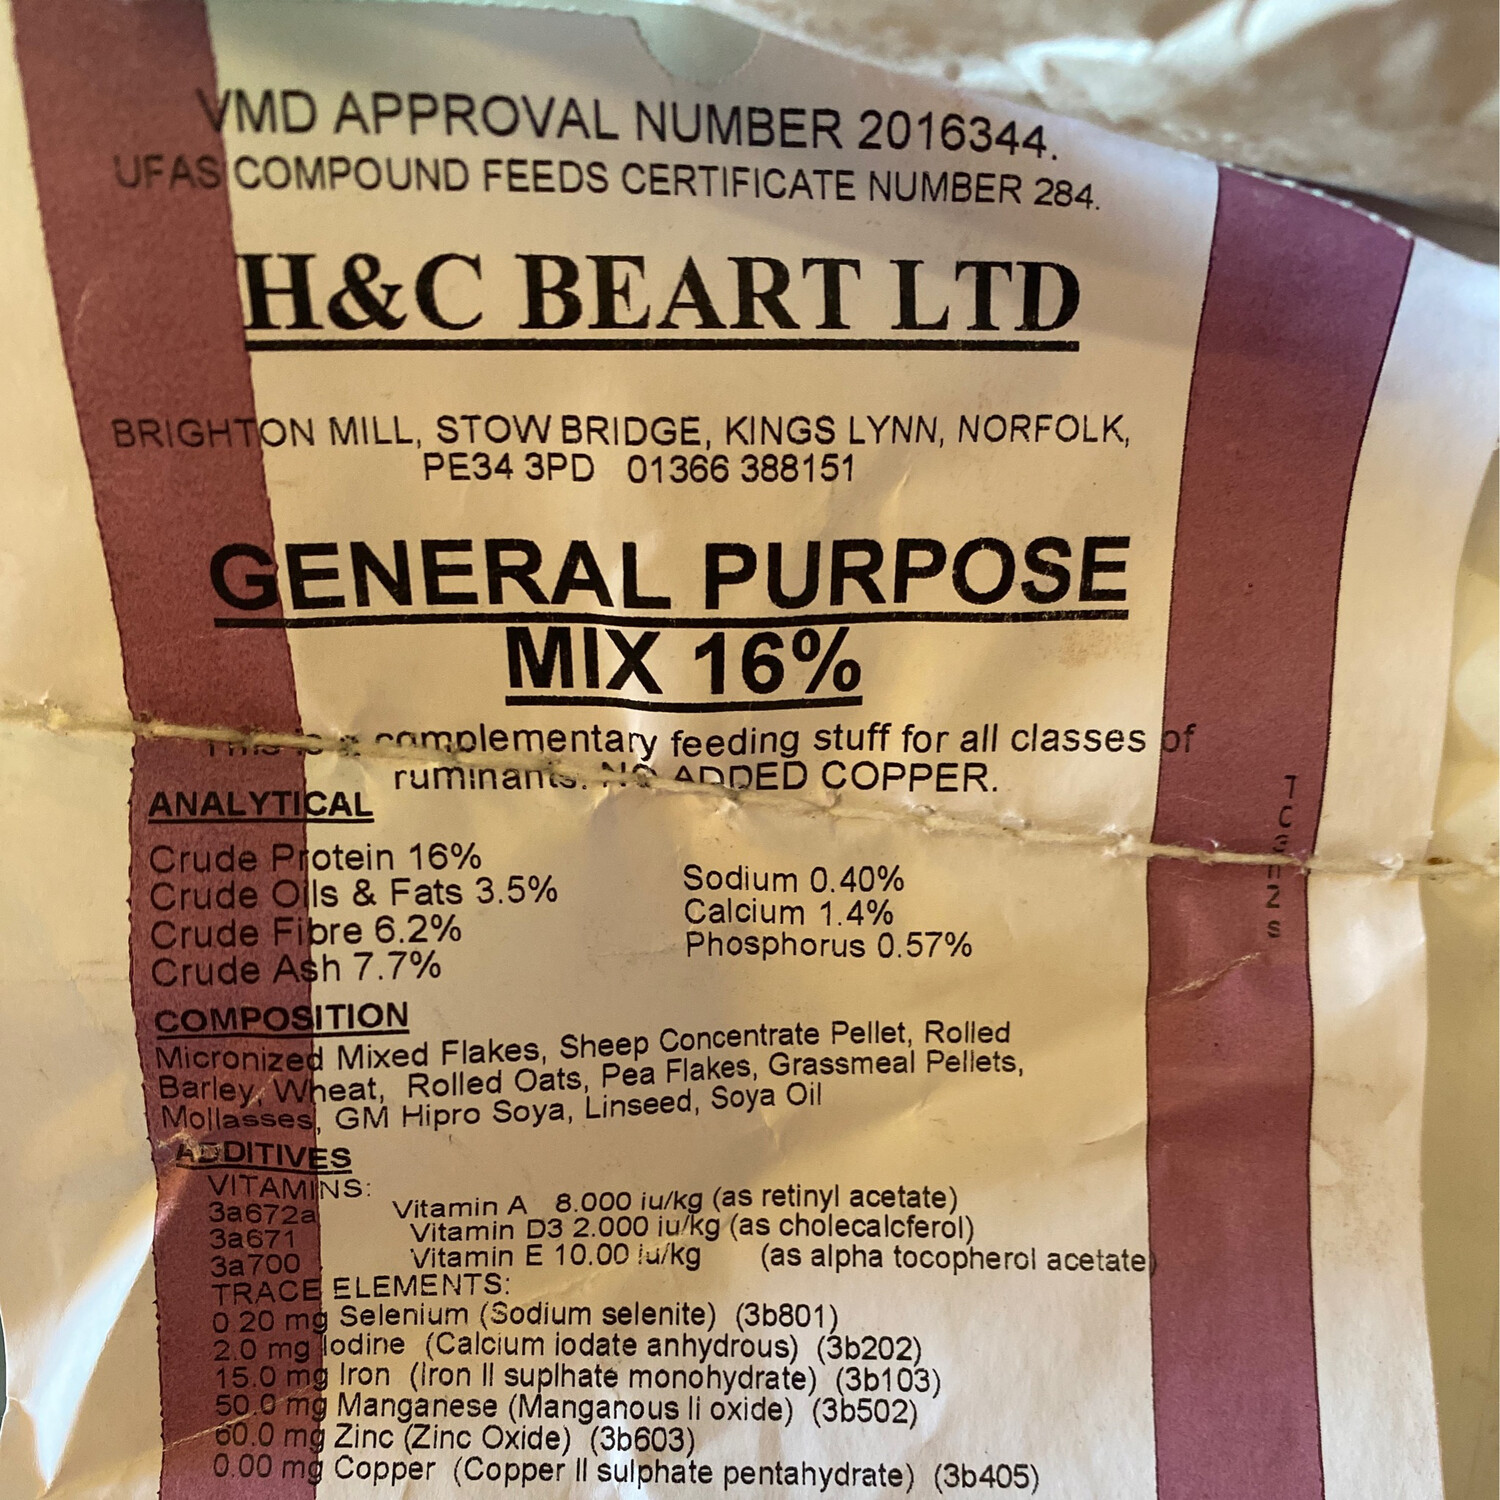 VMD APPROVAL NUMBER 2016344.
UFAS COMPOUND FEEDS CERTIFICATE NUMBER 284.
H&C BEART LTD
BRIGHTON MILL, STOW BRIDGE, KINGS LYNN, NORFOLK,
PE34 3PD 01366 388151
GENERAL PURPOSE
MIX 16%
This is a complementary feeding stuff for all classes of
ruminants. NO ADDED COPPER.
ANALYTICAL
Crude Protein 16%
Crude Oils & Fats 3.5%
Crude Fibre 6.2%
Crude Ash 7.7%
Sodium 0.40%
Calcium 1.4%
Phosphorus 0.57%
COMPOSITION
Micronized Mixed Flakes, Sheep Concentrate Pellet, Rolled
Barley, Wheat, Rolled Oats, Pea Flakes, Grassmeal Pellets,
Mollasses, GM Hipro Soya, Linseed, Soya Oil
ADDITIVES
VITAMINS:
3a672a Vitamin A 8.000 iu/kg (as retinyl acetate)
3a671 Vitamin D3 2.000 iu/kg (as cholecalcferol)
3a700 Vitamin E 10.00 iu/kg (as alpha tocopherol acetate)
TRACE ELEMENTS:
0.20 mg Selenium (Sodium selenite) (3b801)
2.0 mg Iodine (Calcium iodate anhydrous) (3b202)
15.0 mg Iron (Iron II suplhate monohydrate) (3b103)
50.0 mg Manganese (Manganous Ii oxide) (3b502)
60.0 mg Zinc (Zinc Oxide) (3b603)
0.00 mg Copper (Copper II sulphate pentahydrate) (3b405)